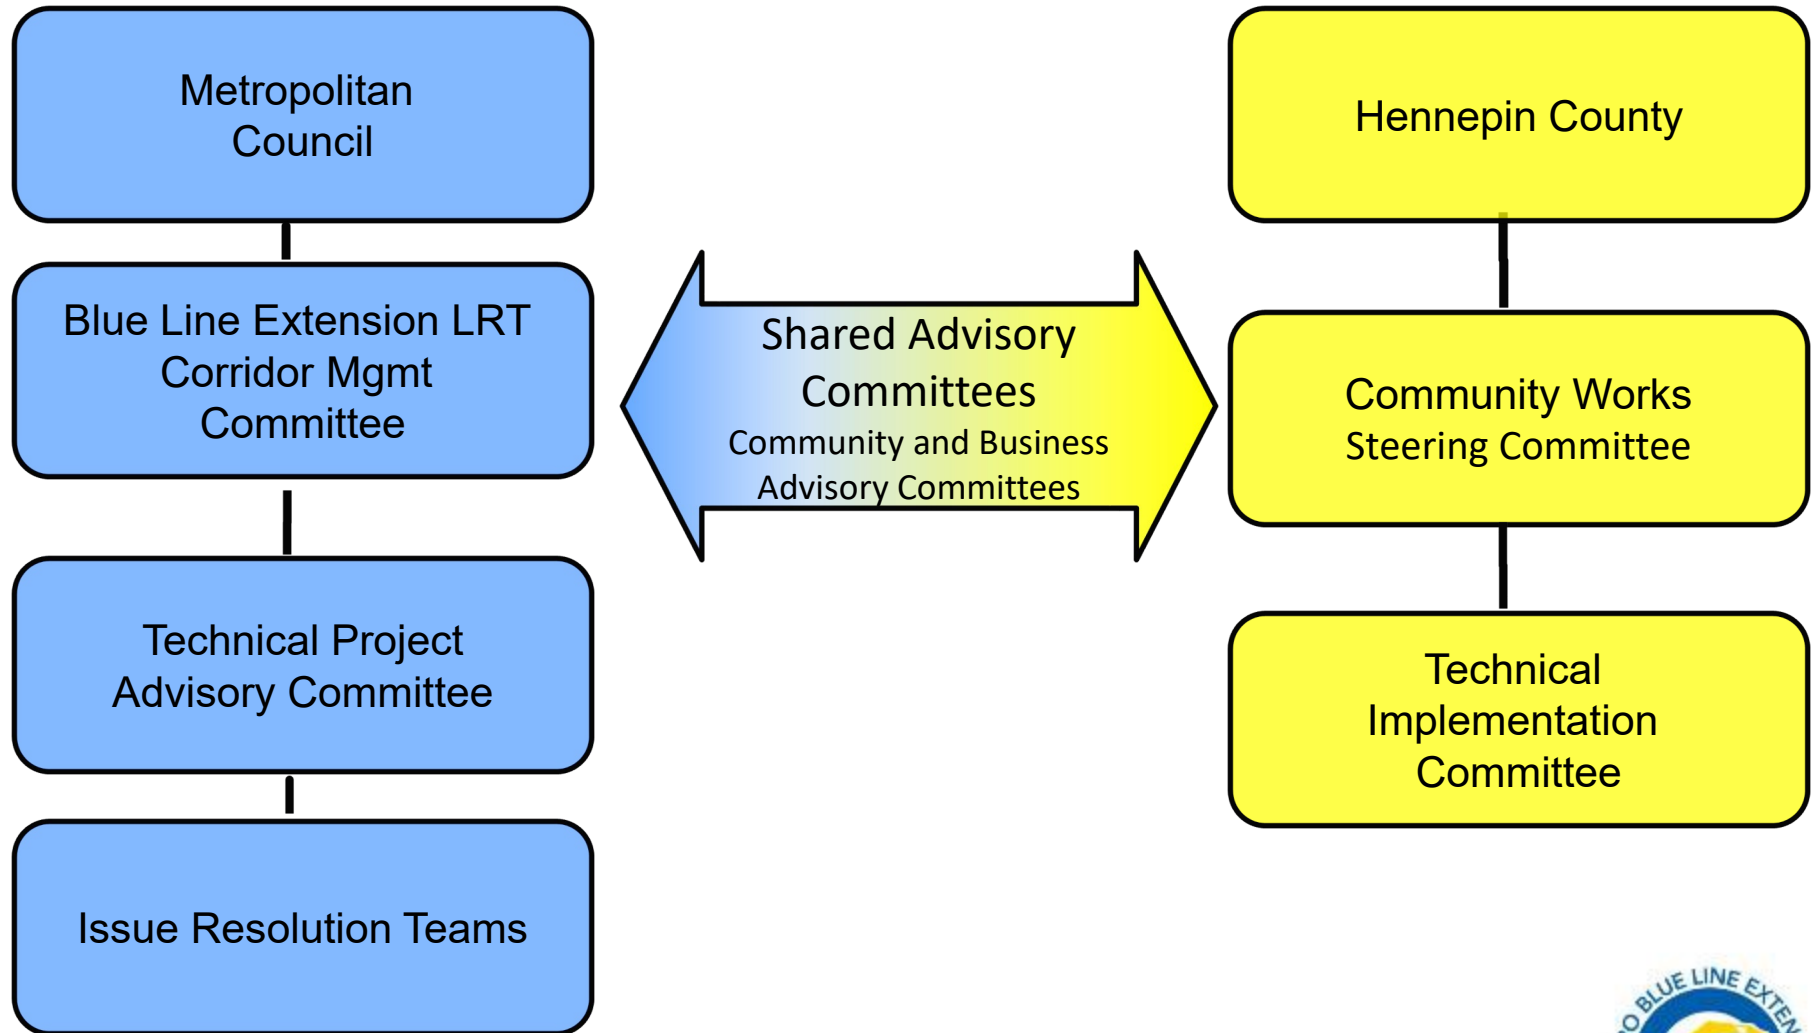 Metropolitan
Council
Blue Line Extension LRT
Corridor Mgmt
Committee
Technical Project
Advisory Committee
Issue Resolution Teams
Shared Advisory
Committees
Community and Business
Advisory Committees
Hennepin County
Community Works
Steering Committee
Technical
Implementation
Committee
BLUE LINE